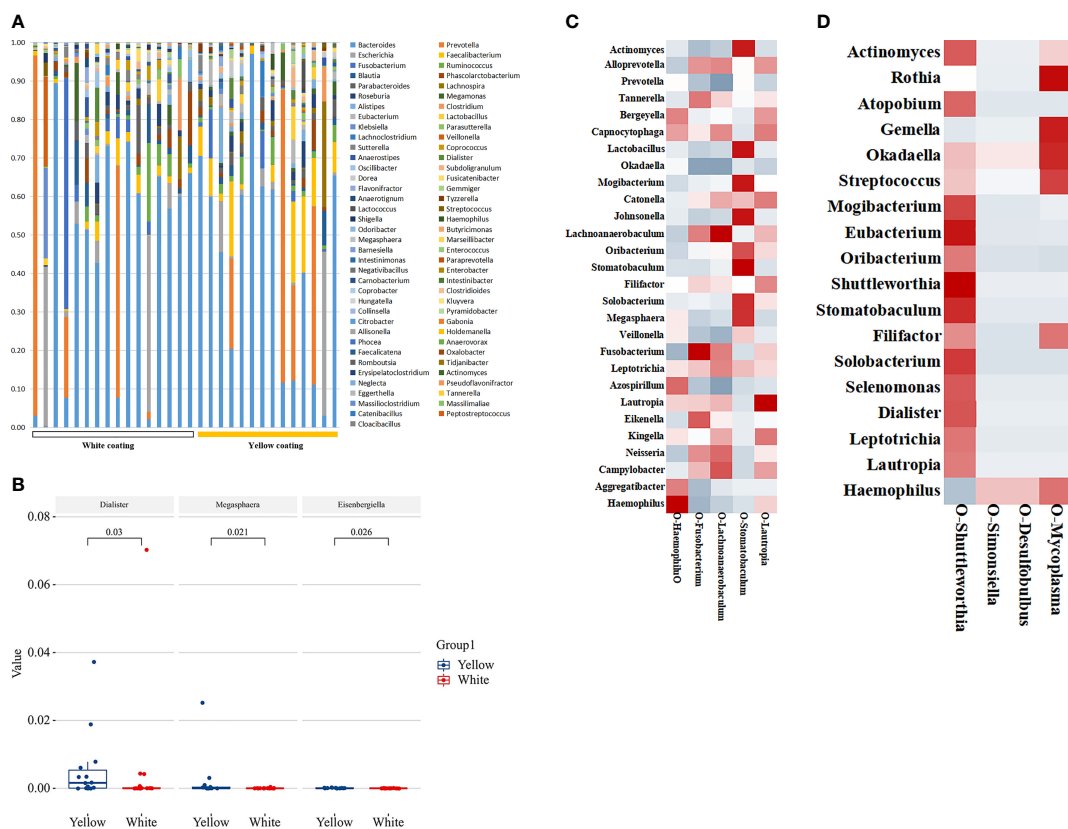 A
1.00
0.90
0.80
0.70
0.60
0.50
0.40
0.30
0.20
0.10
0.00
White coating
Yellow coating
Bacteroides Prevotella
Escherichia Faecalibacterium
Fusobacterium Ruminococcus
Blautia Phascolarctobacterium
Parabacteroides Lachnospira
Roseburia Megamonas
Alistipes Clostridium
Eubacterium Lactobacillus
Klebsiella Parasutterella
Lachnoclostridium Veillonella
Sutterella Coprococcus
Anaerostipes Dialister
Oscillibacter Subdoligranulum
Dorea Fusicatenibacter
Flavonifractor Gemmiger
Anaerotignum Tyzzerella
Lactococcus Streptococcus
Shigella Haemophilus
Odoribacter Butyricimonas
Megasphaera Marseillibacter
Barnesiella Enterococcus
Intestinimonas Paraprevotella
Negativibacillus Enterobacter
Carnobacterium Intestinibacter
Coprobacter Clostridioides
Hungatella Kluyvera
Collinsella Pyramidobacter
Citrobacter Gabonia
Allisonella Holdemanella
Phocea Anaerovorax
Faecalicatena Oxalobacter
Romboutsia Tidjanibacter
Erysipelatoclostridium Actinomyces
Neglecta Pseudoflavonifractor
Eggerthella Tannerella
Massilioclostridium Massilimaliae
Catenibacillus Peptostreptococcus
Cloacibacillus
B
Dialister Megasphaera Eisenbergiella
0.08
0.06
0.04
0.02
0.00
Value
0.03 0.021 0.026
Yellow White Yellow White Yellow White
Group1
Yellow
White
C
Actinomyces
Alloprevotella
Prevotella
Tannerella
Bergeyella
Capnocytophaga
Lactobacillus
Okadaella
Mogibacterium
Catonella
Johnsonella
Lachnoanaerobaculum
Oribacterium
Stomatobaculum
Filifactor
Solobacterium
Megasphaera
Veillonella
Fusobacterium
Leptotrichia
Azospirillum
Lautropia
Eikenella
Kingella
Neisseria
Campylobacter
Aggregatibacter
Haemophilus
O-HaemophiluO
O-Fusobacterium
O-Lachnoanaerobaculum
O-Stomatobaculum
O-Lautropia
D
Actinomyces
Rothia
Atopobium
Gemella
Okadaella
Streptococcus
Mogibacterium
Eubacterium
Oribacterium
Shuttleworthia
Stomatobaculum
Filifactor
Solobacterium
Selenomonas
Dialister
Leptotrichia
Lautropia
Haemophilus
O-Shuttleworthia
O-Simonsiella
O-Desulfobulbus
O-Mycoplasma